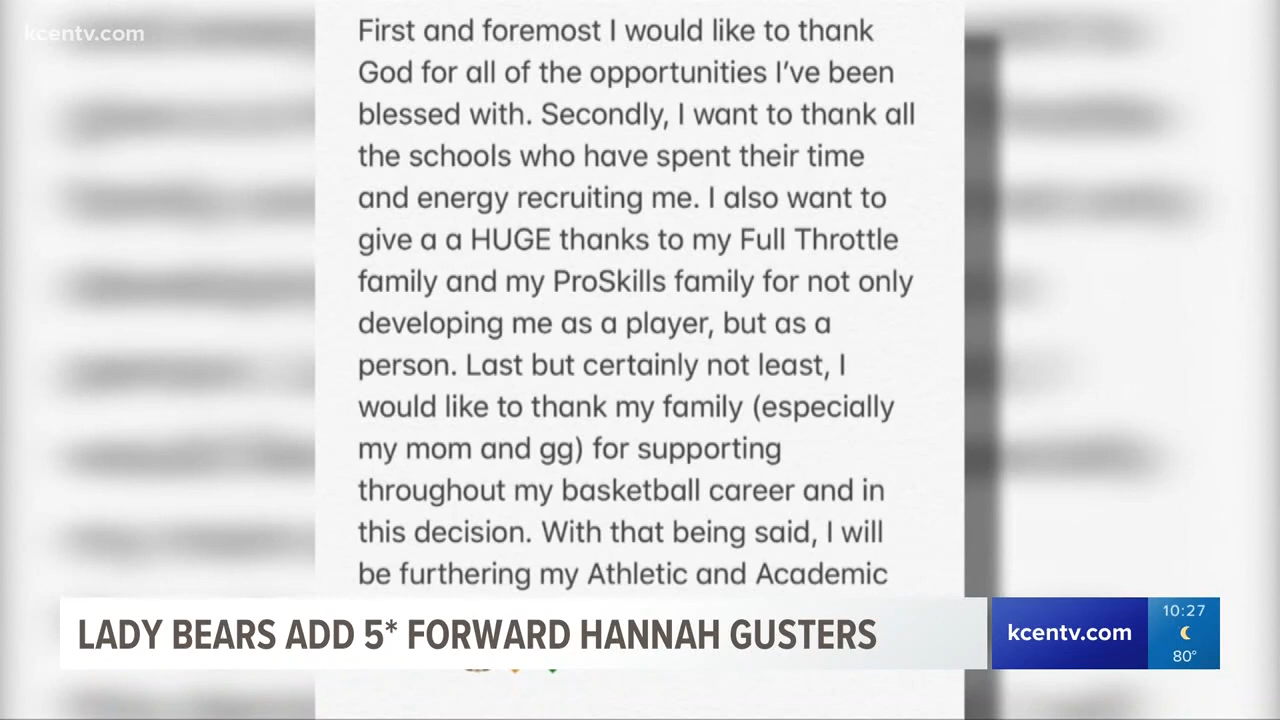 kcentv.com
First and foremost I would like to thank
God for all of the opportunities I've been
blessed with. Secondly, I want to thank all
the schools who have spent their time
and energy recruiting me. I also want to
give a a HUGE thanks to my Full Throttle
family and my ProSkills family for not only
developing me as a player, but as a
person. Last but certainly not least, I
would like to thank my family (especially
my mom and gg) for supporting
throughout my basketball career and in
this decision. With that being said, I will
be furthering my Athletic and Academic
LADY BEARS ADD 5* FORWARD HANNAH GUSTERS
kcentv.com
10:27
80°